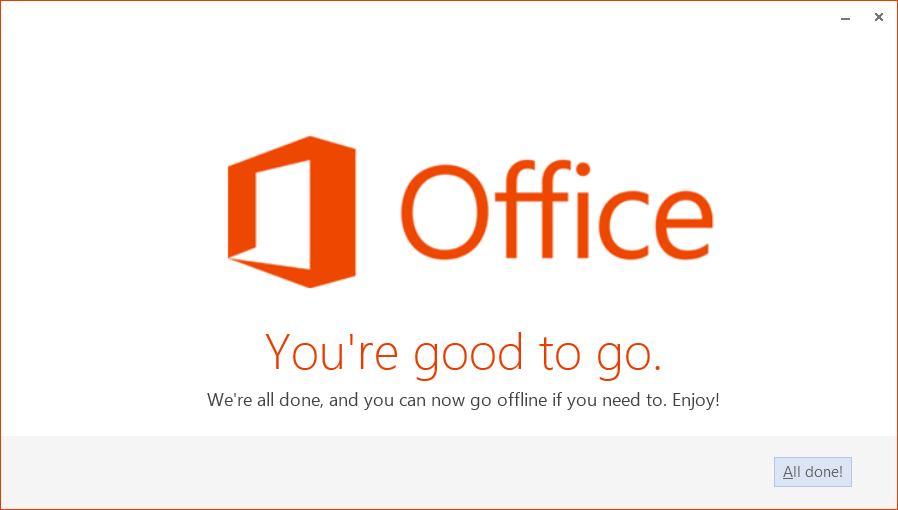 Office
You're good to go.
We're all done, and you can now go offline if you need to. Enjoy!
All done!